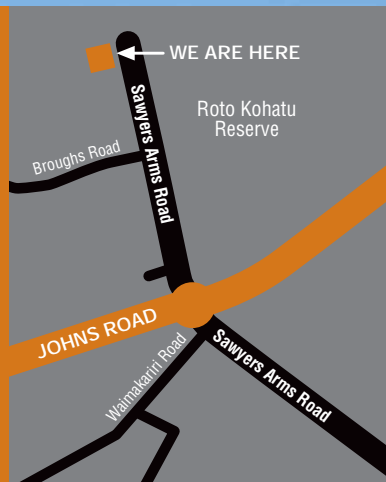 WE ARE HERE
Roto Kohatu
Reserve
Sawyers Arms Road
Broughs Road
JOHNS ROAD
Waimakariri Road
Sawyers Arms Road